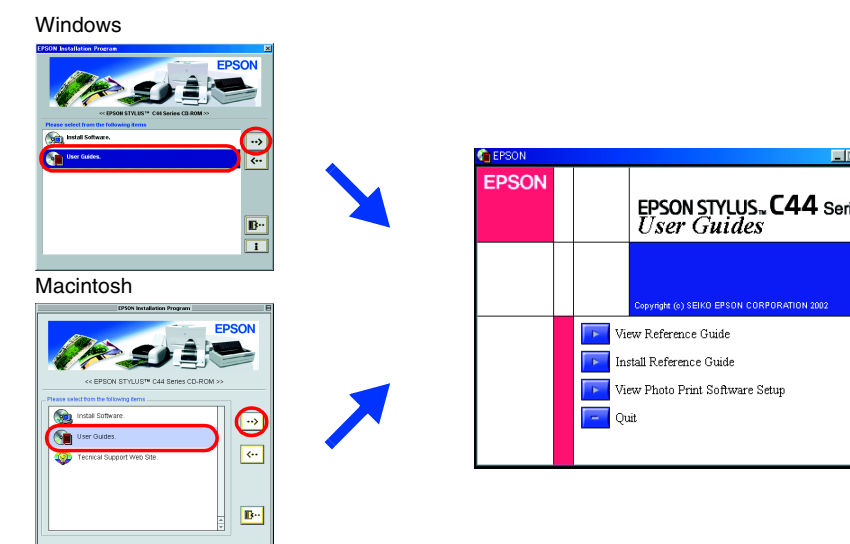 Windows
EPSON Installation Program
EPSON
<< EPSON STYLUS™ C44 Series CD-ROM >>
Please select from the following items
Install Software.
User Guides.
Macintosh
EPSON Installation Program
EPSON
<< EPSON STYLUS™ C44 Series CD-ROM >>
Please select from the following items
Install Software.
User Guides.
Tecnical Support Web Site.
EPSON
EPSON
EPSON STYLUS™ C44 Seri
User Guides
Copyright (c) SEIKO EPSON CORPORATION 2002
View Reference Guide
Install Reference Guide
View Photo Print Software Setup
Quit